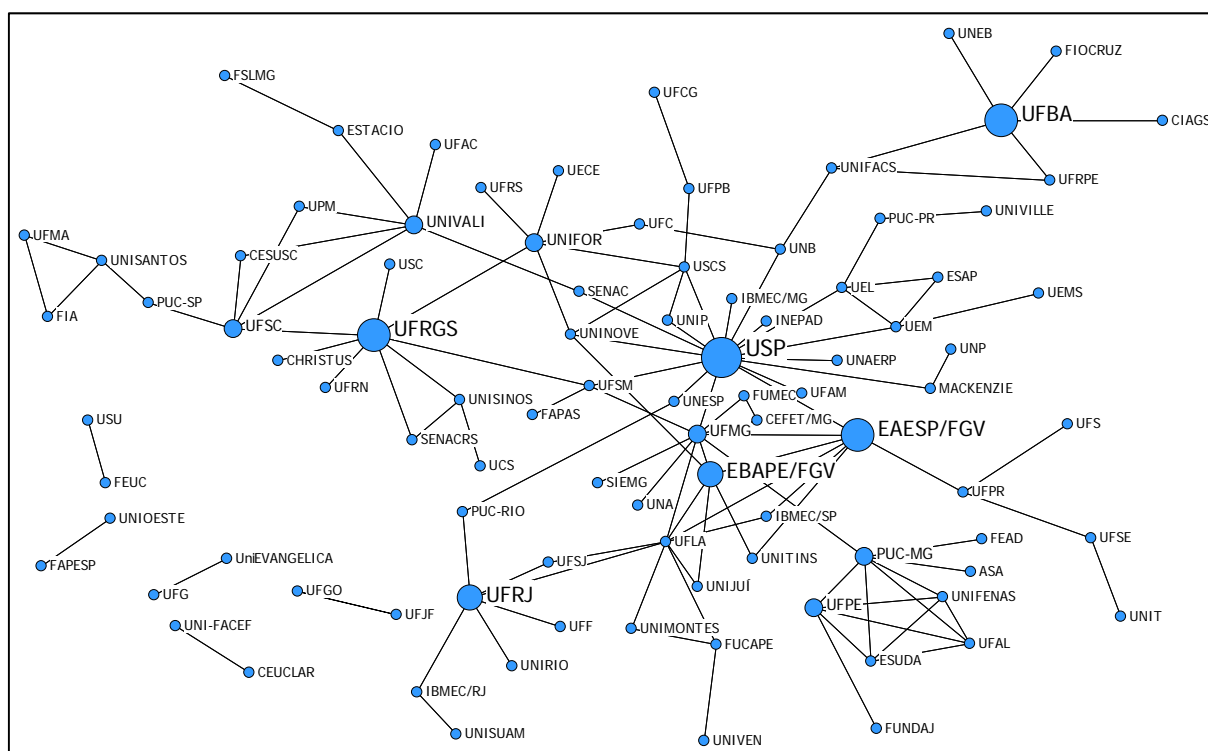 UNEB
FIOCRUZ
FSLMG
UFCG
UFBA
CIAGS
ESTACIO
UFAC
UECE
UNIFACS
UFRS
UFPB
UFRPE
UPM
UNIVALI
UFC
PUC-PR
UNIVILLE
UFMA
UNIFOR
UNB
CESUSC
UNISANTOS
USC
USCS
ESAP
SENAC
UEL
UEMS
PUC-SP
IBMEC/MG
FIA
UFSC
UFRGS
UNIP
INEPAD
UEM
UNINOVE
USP
UNP
CHRISTUS
UNAERP
UFRN
UFSM
MACKENZIE
UNISINOS
UNESP
FUMEC
UFAM
FAPAS
CEFET/MG
USU
SENACRS
UFMG
EAESP/FGV
UFS
UCS
EBAPE/FGV
FEUC
SIEMG
UFPR
UNA
PUC-RIO
IBMEC/SP
UNIOESTE
UFLA
UFSE
FEAD
UniEVANGELICA
UFSJ
UNITINS
PUC-MG
FAPESP
ASA
UFGO
UNIJUÍ
UFG
UFRJ
UNIFENAS
UFJF
UFPE
UNIT
UNI-FACEF
UFF
UNIMONTES
FUCAPE
UFAL
UNIRIO
ESUDA
CEUCLAR
IBMEC/RJ
FUNDAJ
UNISUAM
UNIVEN